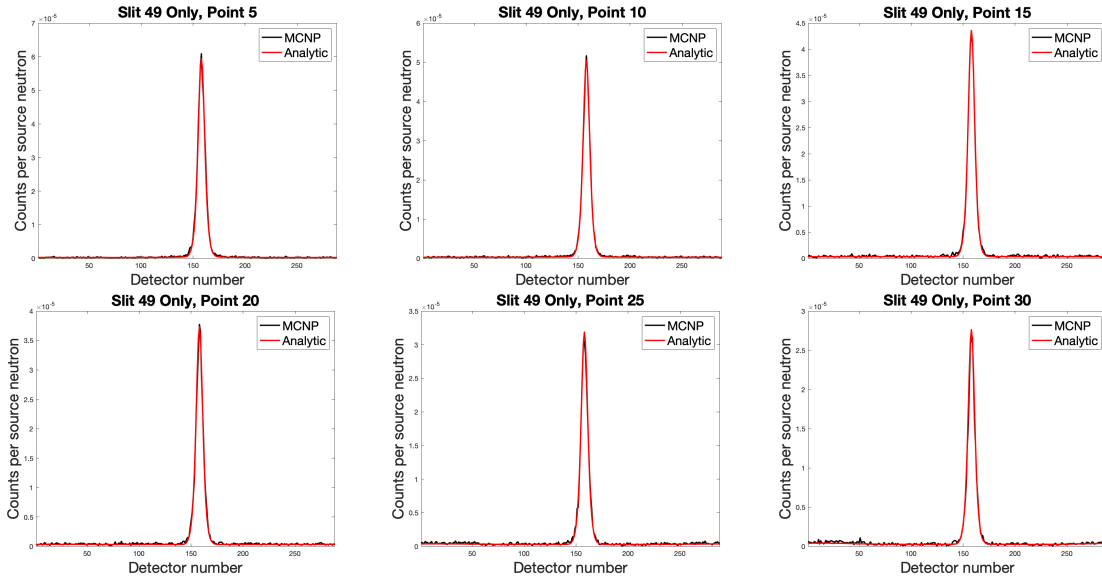 Slit 49 Only, Point 5
×10⁻⁵
7
6
5
4
3
2
1
0
50 100 150 200 250
Counts per source neutron
Detector number
MCNP
Analytic
Slit 49 Only, Point 10
×10⁻⁵
6
5
4
3
2
1
0
50 100 150 200 250
Counts per source neutron
Detector number
MCNP
Analytic
Slit 49 Only, Point 15
×10⁻⁵
4.5
4
3.5
3
2.5
2
1.5
1
0.5
0
50 100 150 200 250
Counts per source neutron
Detector number
MCNP
Analytic
Slit 49 Only, Point 20
×10⁻⁵
4
3.5
3
2.5
2
1.5
1
0.5
0
50 100 150 200 250
Counts per source neutron
Detector number
MCNP
Analytic
Slit 49 Only, Point 25
×10⁻⁵
3.5
3
2.5
2
1.5
1
0.5
0
50 100 150 200 250
Counts per source neutron
Detector number
MCNP
Analytic
Slit 49 Only, Point 30
×10⁻⁵
3
2.5
2
1.5
1
0.5
0
50 100 150 200 250
Counts per source neutron
Detector number
MCNP
Analytic